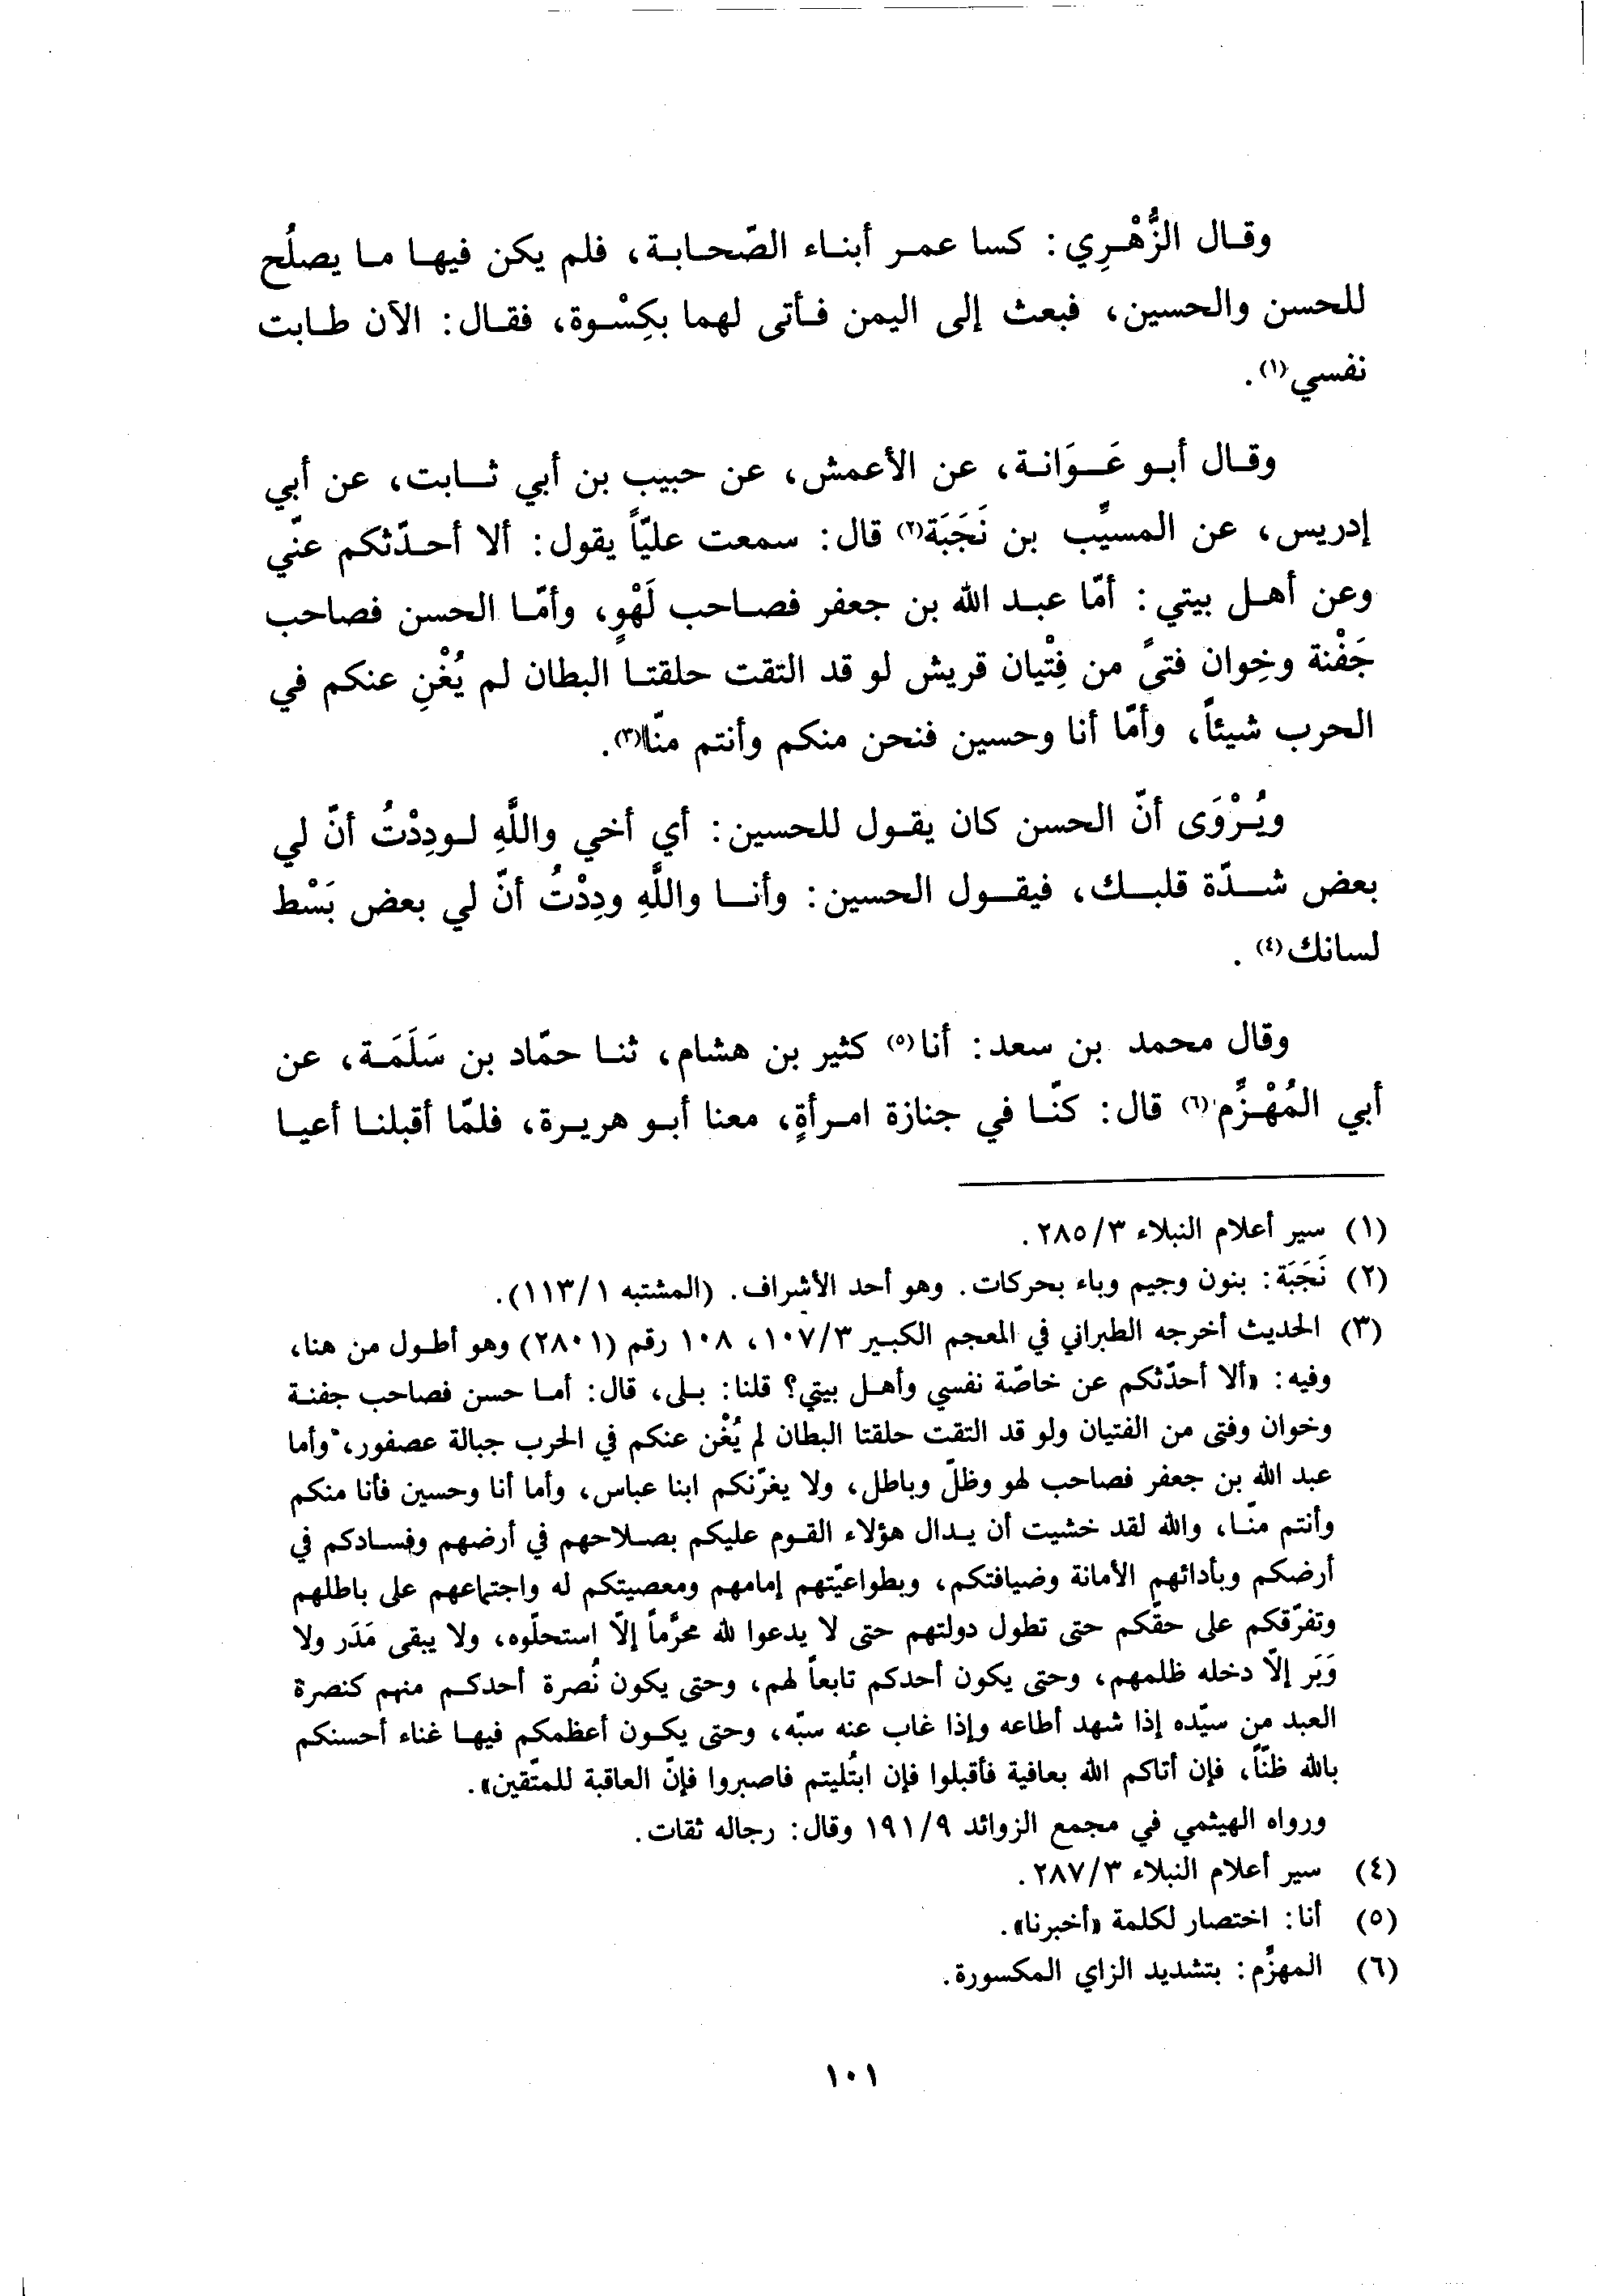 وقال الزُّهْرِي: كسا عمر أبناء الصّحابة، فلم يكن فيها ما يصلُح
للحسن والحسين، فبعث إلى اليمن فأتى لهما بكِسْوة، فقال: الآن طابت
نفسي(١).
وقال أبو عَوَانة، عن الأعمش، عن حبيب بن أبي ثابت، عن أبي
إدريس، عن المسيِّب بن نَجَبَة(٢) قال: سمعت عليّاً يقول: ألا أحدّثكم عنّي
وعن أهل بيتي: أمّا عبد الله بن جعفر فصاحب لَهْوٍ، وأمّا الحسن فصاحب
جَفْنة وخِوان فتىً من فِتْيان قريش لو قد التقت حلقتا البطان لم يُغْنِ عنكم في
الحرب شيئاً، وأمّا أنا وحسين فنحن منكم وأنتم منّا(٣).
ويُرْوَى أنّ الحسن كان يقول للحسين: أي أخي واللَّهِ لوددْتُ أنّ لي
بعض شدّة قلبك، فيقول الحسين: وأنا واللَّهِ ودِدْتُ أنّ لي بعض بَسْط
لسانك(٤).
وقال محمد بن سعد: أنا(٥) كثير بن هشام، ثنا حمّاد بن سَلَمَة، عن
أبي المُهْزِّم(٦) قال: كنّا في جنازة امرأةٍ، معنا أبو هريرة، فلمّا أقبلنا أعيا
(١) سير أعلام النبلاء ٢٨٥/٣.
(٢) نَجَبَة: بنون وجيم وباء بحركات. وهو أحد الأشراف. (المشتبه ١١٣/١).
(٣) الحديث أخرجه الطبراني في المعجم الكبير ١٠٧/٣، ١٠٨ رقم (٢٨٠١) وهو أطول من هنا،
وفيه: «ألا أحدّثكم عن خاصّة نفسي وأهل بيتي؟ قلنا: بلى، قال: أما حسن فصاحب جفنة
وخوان وفتى من الفتيان ولو قد التقت حلقتا البطان لم يُغْن عنكم في الحرب جبالة عصفور، وأما
عبد الله بن جعفر فصاحب لهو وظلّ وباطل، ولا يغرّنكم ابنا عباس، وأما أنا وحسين فأنا منكم
وأنتم منّا، والله لقد خشيت أن يدال هؤلاء القوم عليكم بصلاحهم في أرضهم وفسادكم في
أرضكم وبأدائهم الأمانة وضيافتكم، وبطواعيّتهم إمامهم ومعصيتكم له واجتماعهم على باطلهم
وتفرّقكم على حقّكم حتى تطول دولتهم حتى لا يدعوا لله محرَّماً إلّا استحلّوه، ولا يبقى مَدَر ولا
وَبَر إلّا دخله ظلمهم، وحتى يكون أحدكم تابعاً لهم، وحتى يكون نُصرة أحدكم منهم كنصرة
العبد من سيّده إذا شهد أطاعه وإذا غاب عنه سبّه، وحتى يكون أعظمكم فيها غناء أحسنكم
بالله ظنّاً، فإن أتاكم الله بعافية فأقبلوا فإن ابتُليتم فاصبروا فإنّ العاقبة للمتّقين».
ورواه الهيثمي في مجمع الزوائد ١٩١/٩ وقال: رجاله ثقات.
(٤) سير أعلام النبلاء ٢٨٧/٣.
(٥) أنا: اختصار لكلمة «أخبرنا».
(٦) المهزِّم: بتشديد الزاي المكسورة.
١٠١